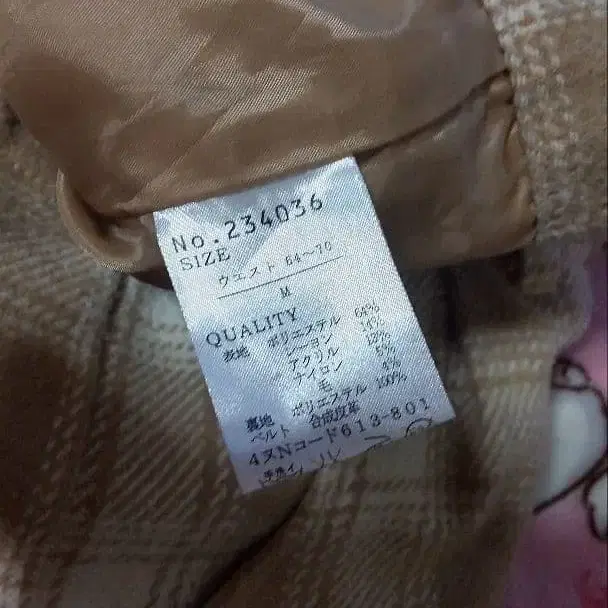 No.234036
SIZE
ウエスト 64～70
M
QUALITY
表地 ポリエステル 64%
レーヨン 14%
アクリル 13%
ナイロン 5%
毛 4%
裏地 ポリエステル 100%
ベルト 合成皮革
4ヌNコード613-801